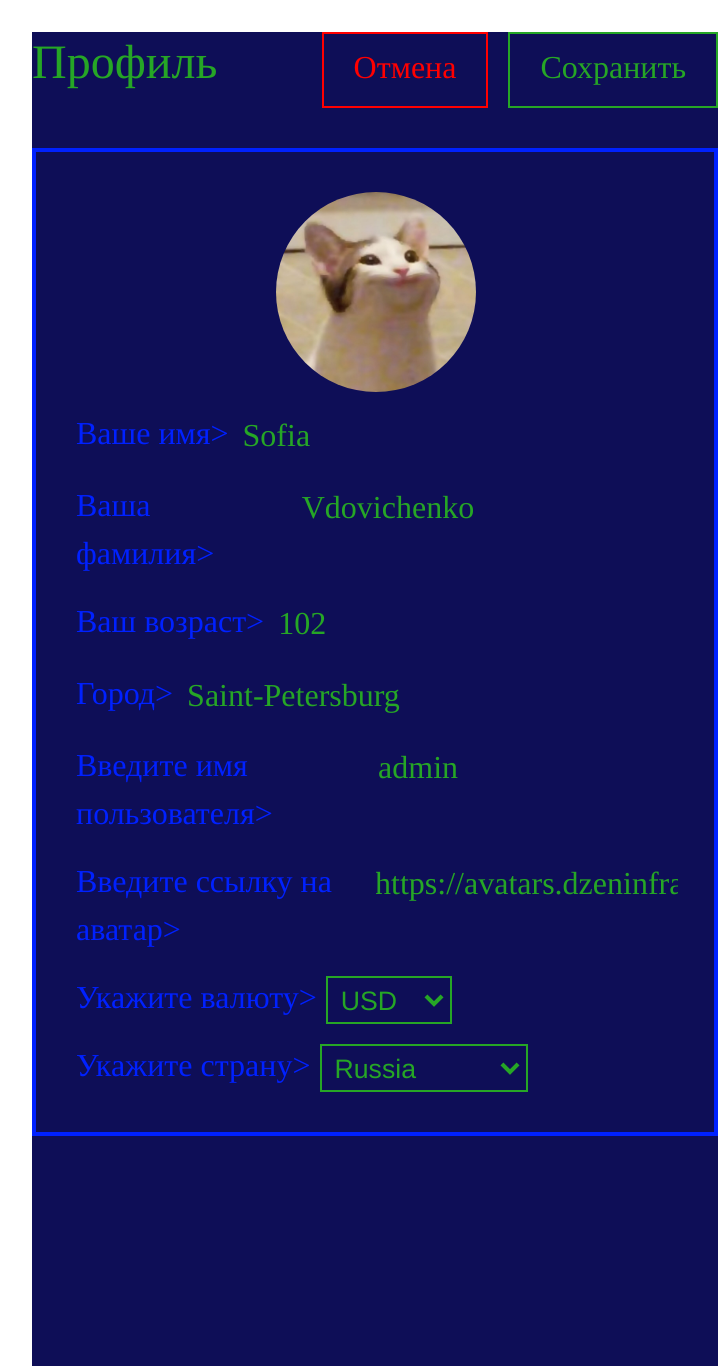 Профиль
Отмена
Сохранить
Ваше имя> Sofia
Ваша Vdovichenko
фамилия>
Ваш возраст> 102
Город> Saint-Petersburg
Введите имя admin
пользователя>
Введите ссылку на https://avatars.dzeninfra
аватар>
Укажите валюту> USD
Укажите страну> Russia